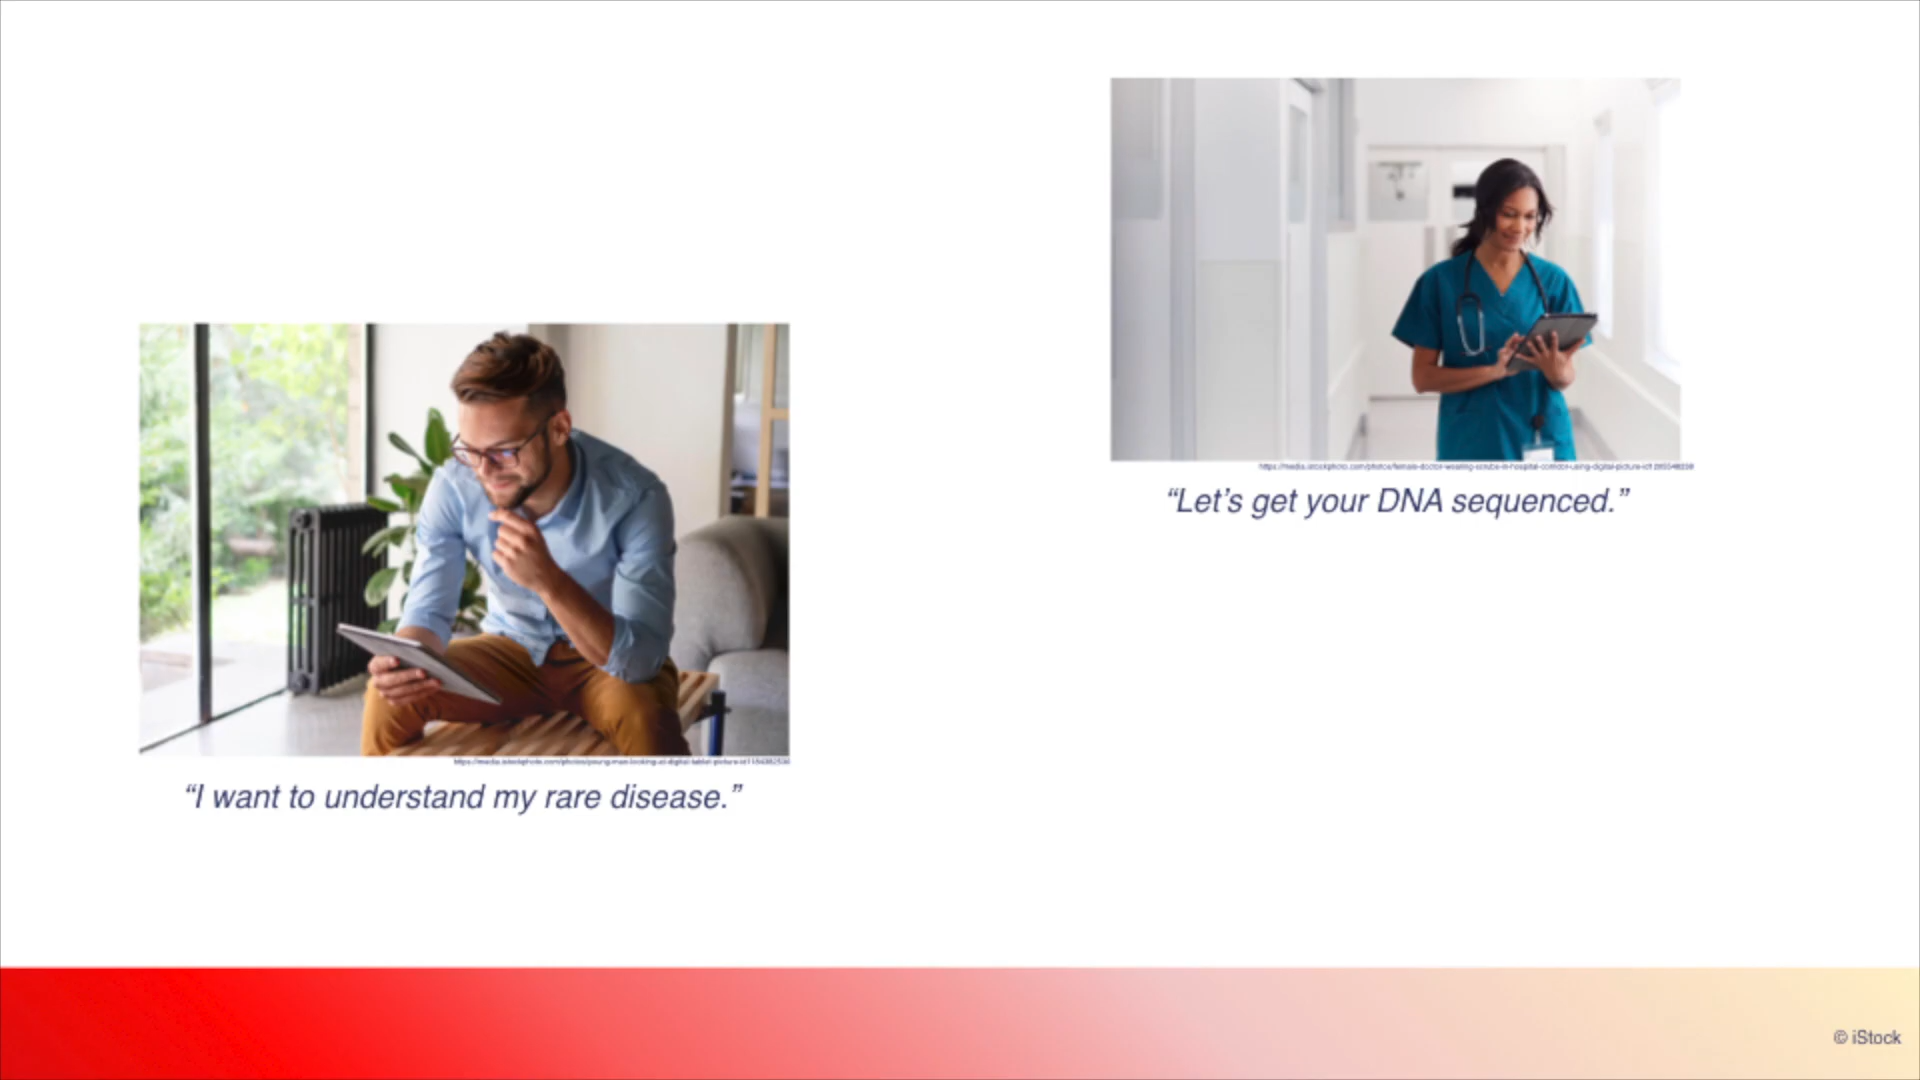 “Let’s get your DNA sequenced.”
“I want to understand my rare disease.”
© iStock